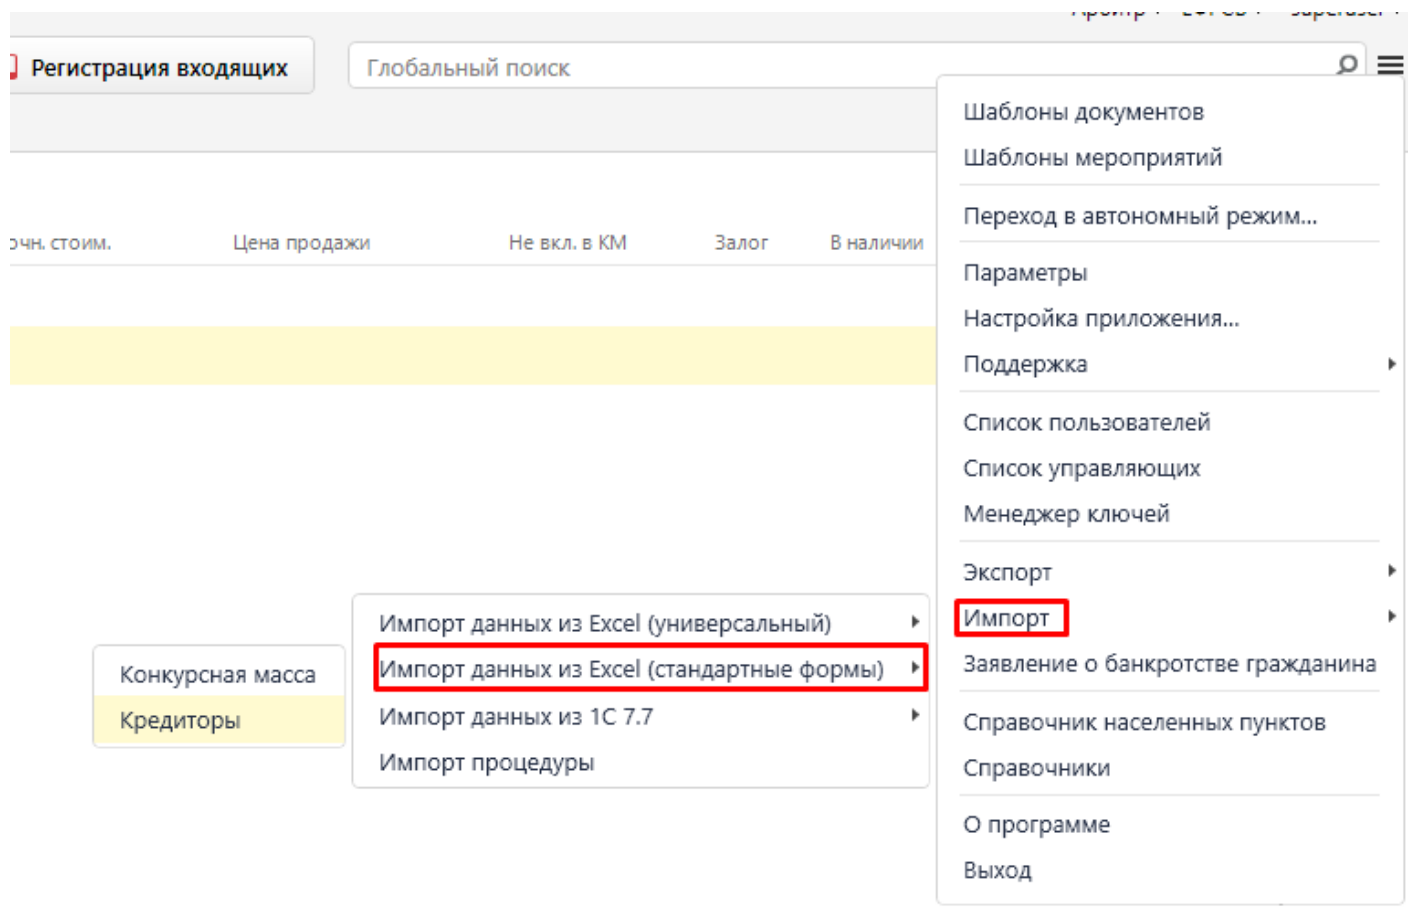 Регистрация входящих
Глобальный поиск
стоим.
Цена продажи
Не вкл. в КМ
Залог
В наличии
Шаблоны документов
Шаблоны мероприятий
Переход в автономный режим...
Параметры
Настройка приложения...
Поддержка
Список пользователей
Список управляющих
Менеджер ключей
Экспорт
Импорт
Заявление о банкротстве гражданина
Справочник населенных пунктов
Справочники
О программе
Выход
Импорт данных из Excel (универсальный)
Импорт данных из Excel (стандартные формы)
Импорт данных из 1С 7.7
Импорт процедуры
Конкурсная масса
Кредиторы